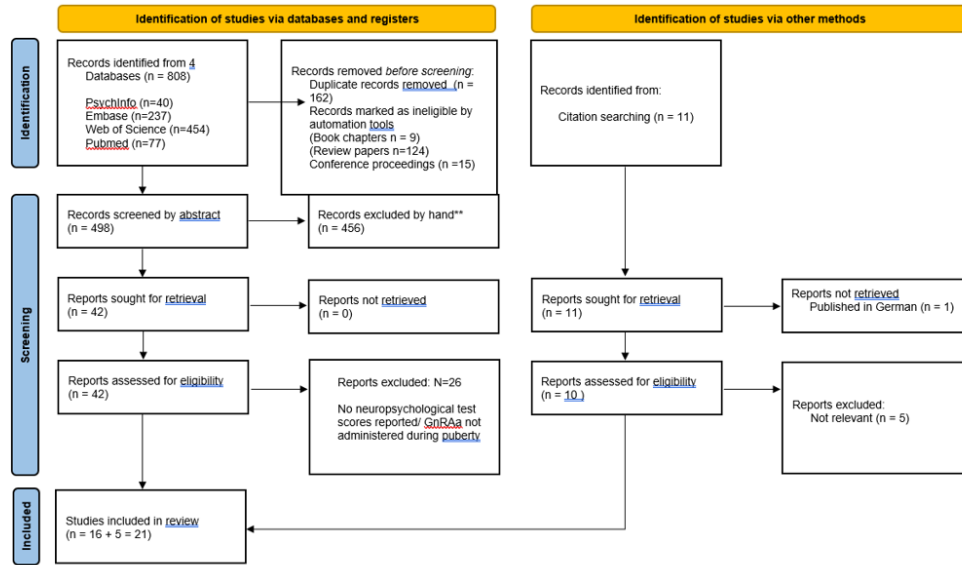 Identification of studies via databases and registers
Identification of studies via other methods
Identification
Records identified from 4
Databases (n = 808)
PsychInfo (n=40)
Embase (n=237)
Web of Science (n=454)
Pubmed (n=77)
Records removed before screening:
Duplicate records removed (n =
162)
Records marked as ineligible by
automation tools
(Book chapters n = 9)
(Review papers n=124)
Conference proceedings (n =15)
Records identified from:
Citation searching (n = 11)
Screening
Records screened by abstract
(n = 498)
Records excluded by hand**
(n = 456)
Reports sought for retrieval
(n = 42)
Reports not retrieved
(n = 0)
Reports sought for retrieval
(n = 11)
Reports not retrieved
Published in German (n = 1)
Reports assessed for eligibility
(n = 42)
Reports excluded: N=26
No neuropsychological test
scores reported/ GnRAa not
administered during puberty
Reports assessed for eligibility
(n = 10 )
Reports excluded:
Not relevant (n = 5)
Included
Studies included in review
(n = 16 + 5 = 21)